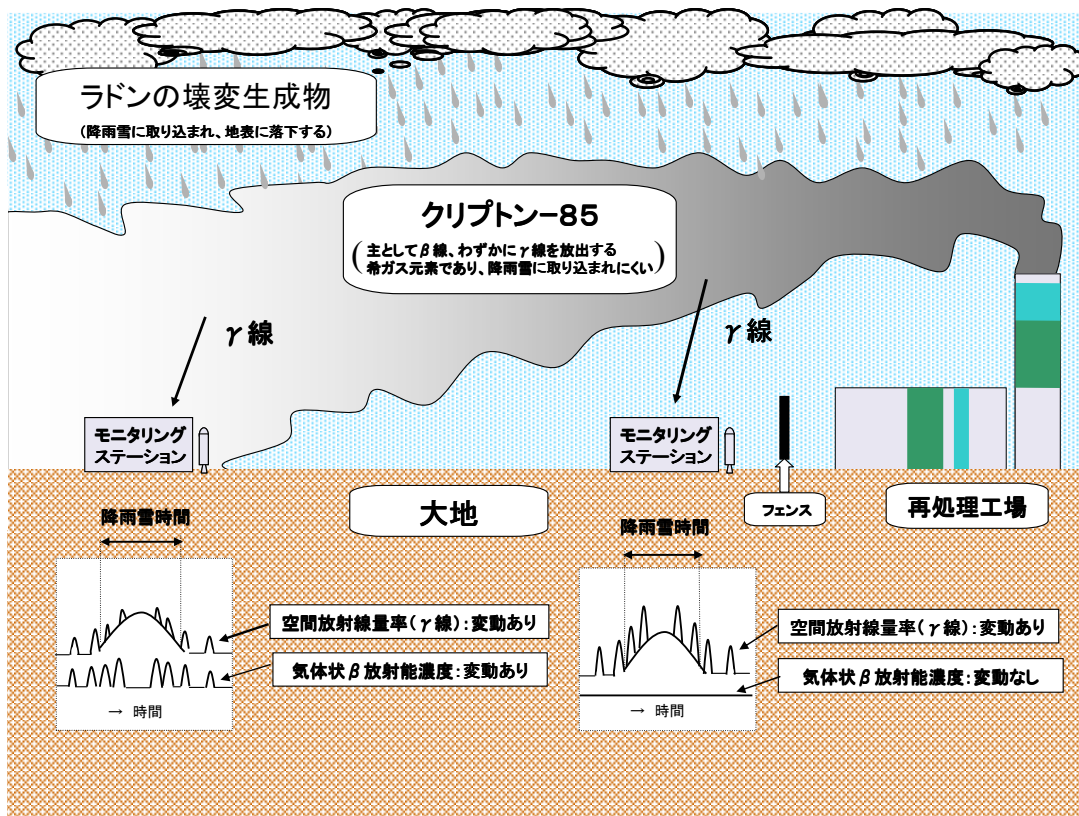 ラドンの壊変生成物
(降雨雪に取り込まれ、地表に落下する)
クリプトン-85
(主としてβ線、わずかにγ線を放出する
希ガス元素であり、降雨雪に取り込まれにくい)
γ線
γ線
モニタリング
ステーション
モニタリング
ステーション
フェンス
再処理工場
大地
降雨雪時間
降雨雪時間
空間放射線量率(γ線):変動あり
気体状β放射能濃度:変動あり
→ 時間
空間放射線量率(γ線):変動あり
気体状β放射能濃度:変動なし
→ 時間